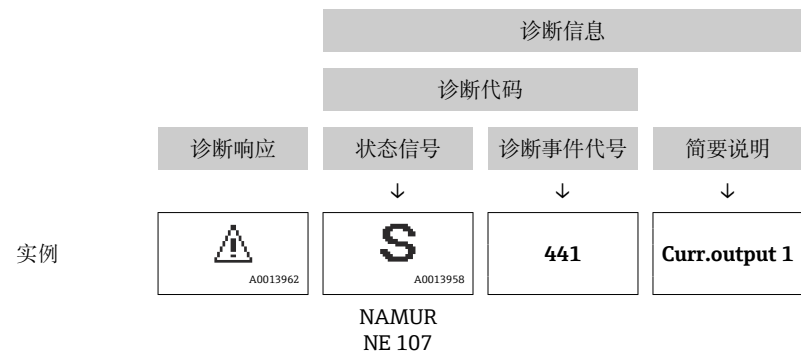 诊断信息
诊断代码
诊断响应 状态信号 诊断事件代号 简要说明
↓ ↓ ↓
实例 S 441 Curr.output 1
A0013962 A0013958
NAMUR
NE 107